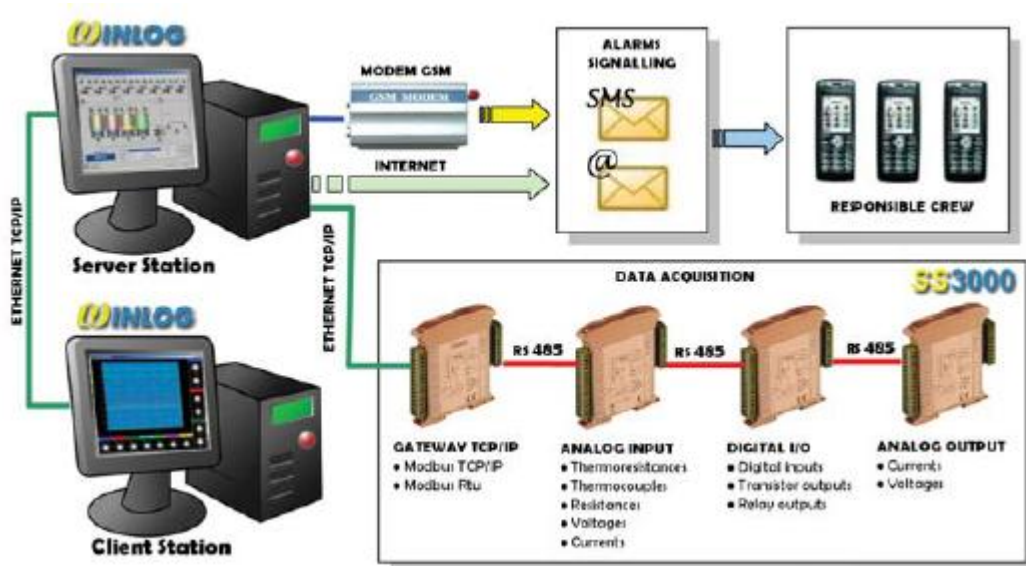 WINLOG
Server Station
ETHERNET TCP/IP
MODEM GSM
GSM MODEM
INTERNET
ALARMS
SIGNALLING
SMS
@
RESPONSIBLE CREW
ETHERNET TCP/IP
WINLOG
Client Station
DATA ACQUISITION
SS3000
RS 485
RS 485
RS 485
GATEWAY TCP/IP
• Modbus TCP/IP
• Modbus Rtu
ANALOG INPUT
• Thermoresistances
• Thermocouples
• Resistances
• Voltages
• Currents
DIGITAL I/O
• Digital inputs
• Transistor outputs
• Relay outputs
ANALOG OUTPUT
• Currents
• Voltages